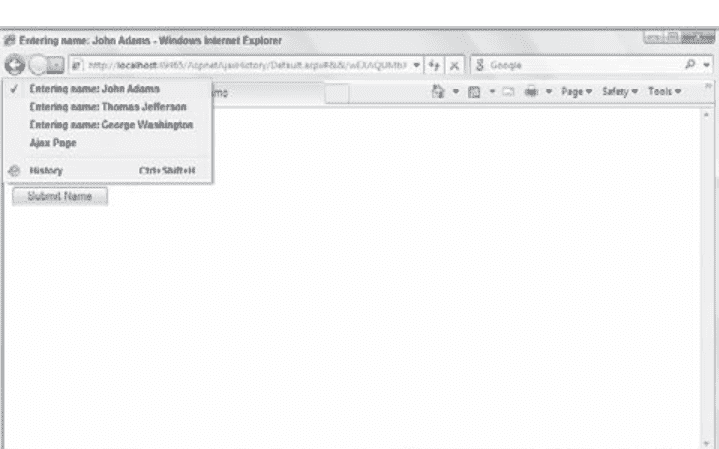 Entering name: John Adams - Windows Internet Explorer
Google
Entering name: John Adams
Page Safety Tools
Entering name: Thomas Jefferson
Entering name: George Washington
Ajax Page
History Ctrl+Shift+H
Submit Name